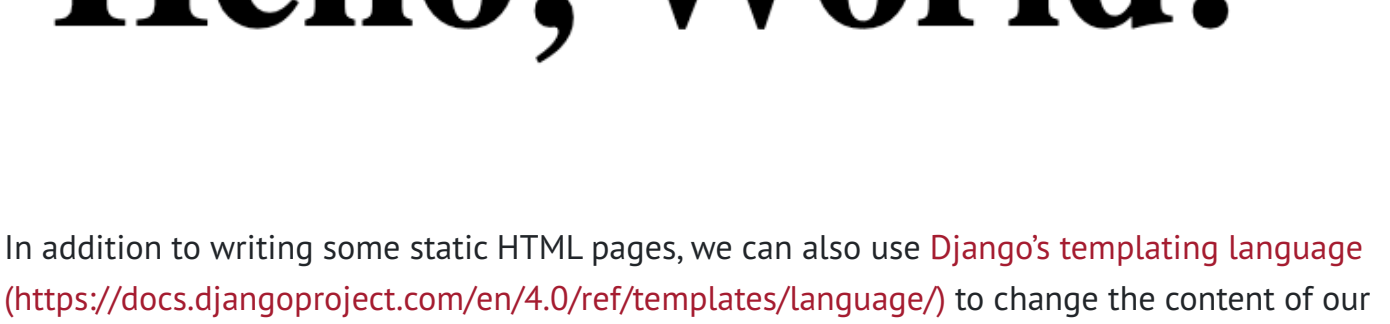 Hello, World!
In addition to writing some static HTML pages, we can also use Django’s templating language
(https://docs.djangoproject.com/en/4.0/ref/templates/language/) to change the content of our